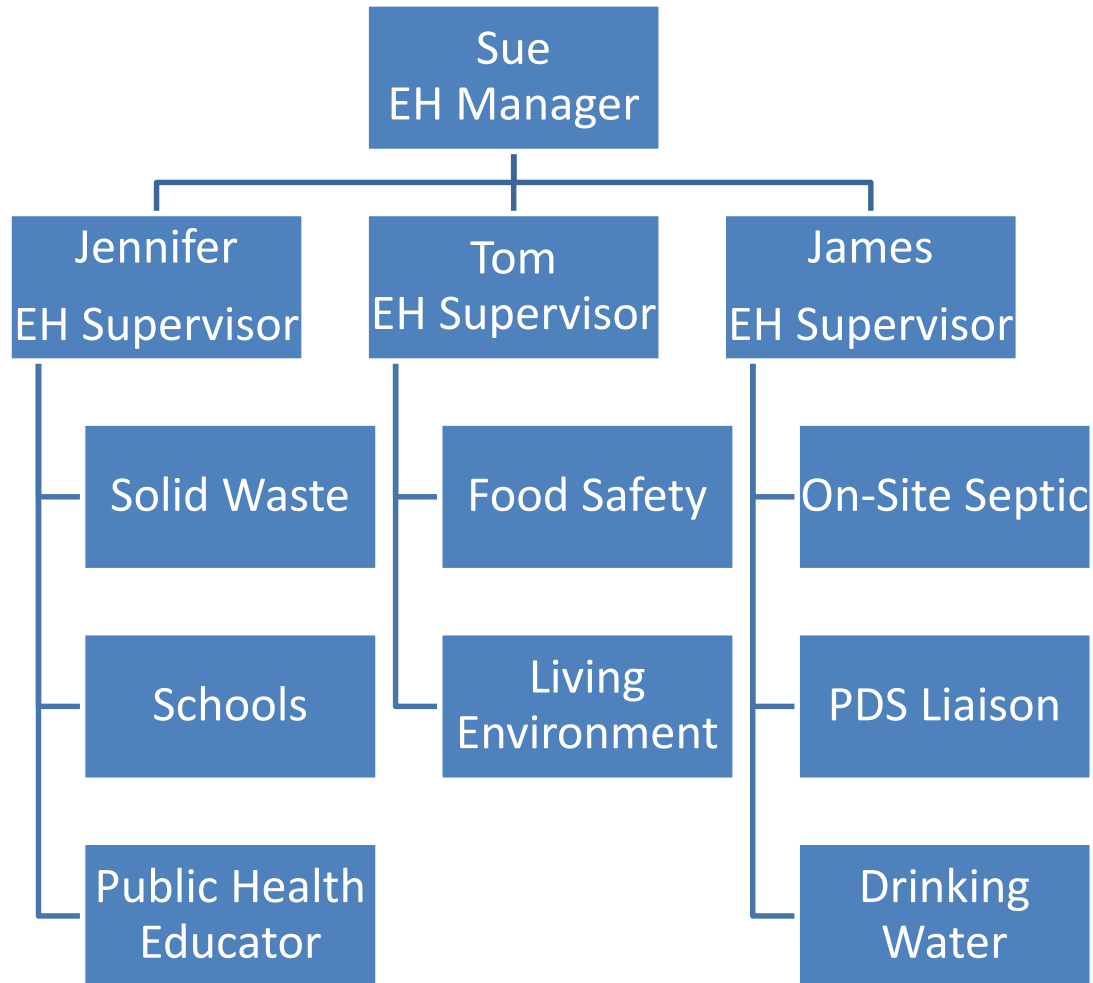 Sue
EH Manager
Jennifer
EH Supervisor
Tom
EH Supervisor
James
EH Supervisor
Solid Waste
Schools
Public Health
Educator
Food Safety
Living
Environment
On-Site Septic
PDS Liaison
Drinking
Water